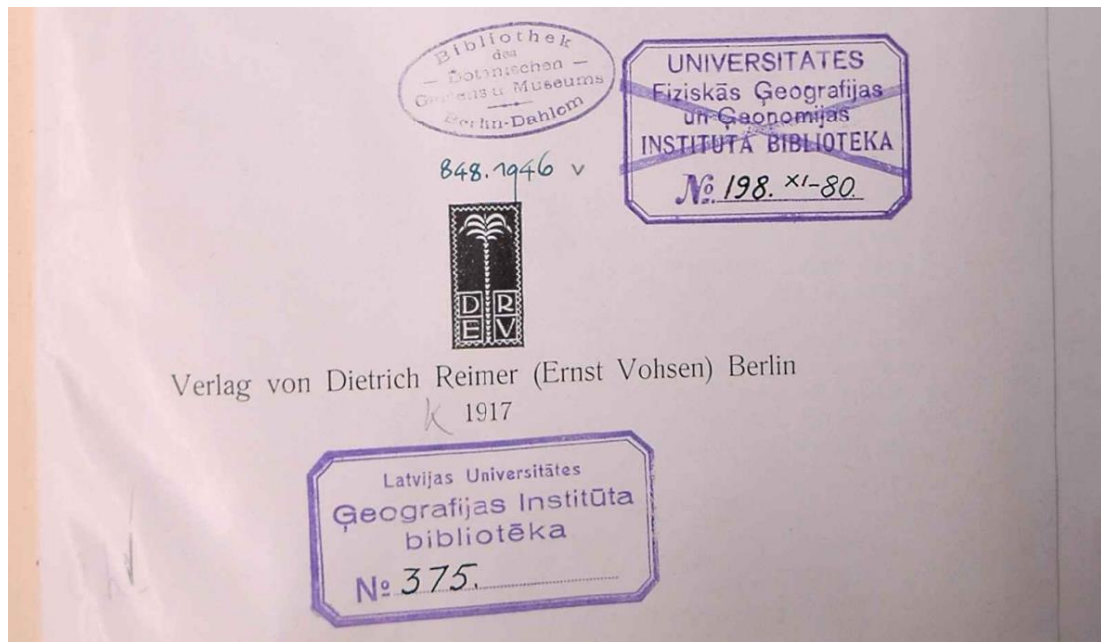 Bibliothek
des
— Botanischen —
Gartens u. Museums
Berlin-Dahlem
UNIVERSITATES
Fiziskās Ģeografijas
un Ģeonomijas
INSTITUTA BIBLIOTEKA
№ 198. XI-80.
848.1946 v
D R
E V
Verlag von Dietrich Reimer (Ernst Vohsen) Berlin
k 1917
Latvijas Universitātes
Ģeografijas Institūta
bibliotēka
№ 375.